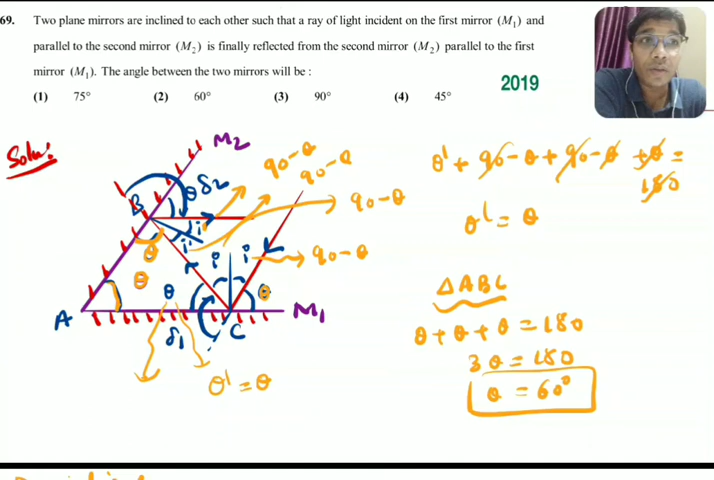 69. Two plane mirrors are inclined to each other such that a ray of light incident on the first mirror (M₁) and
parallel to the second mirror (M₂) is finally reflected from the second mirror (M₂) parallel to the first
mirror (M₁). The angle between the two mirrors will be :
(1) 75° (2) 60° (3) 90° (4) 45°
2019
Soln:
M₂
90-θ
90-θ
θ' + 90-θ + 90-θ + θ =
180
B
θ
δ₂
90-θ
i
i
θ' = θ
θ
i
i
90-θ
θ
θ
θ
ΔABC
A
M₁
C
θ + θ + θ = 180
δ₁
3θ = 180
θ' = θ
θ = 60°